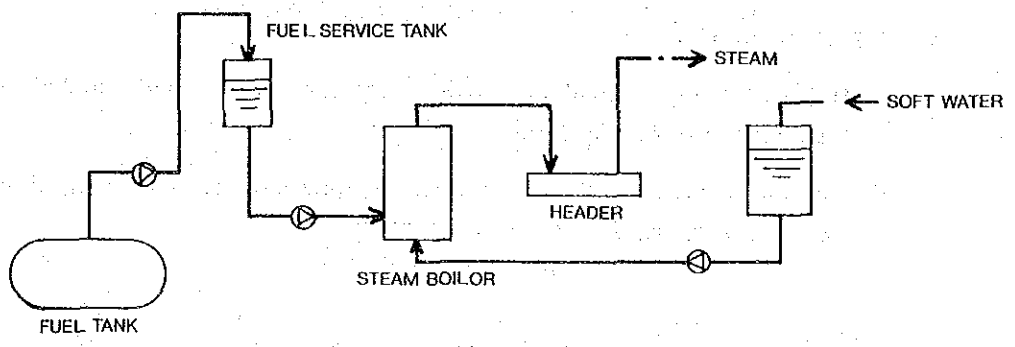 FUEL SERVICE TANK
STEAM
SOFT WATER
HEADER
STEAM BOILOR
FUEL TANK